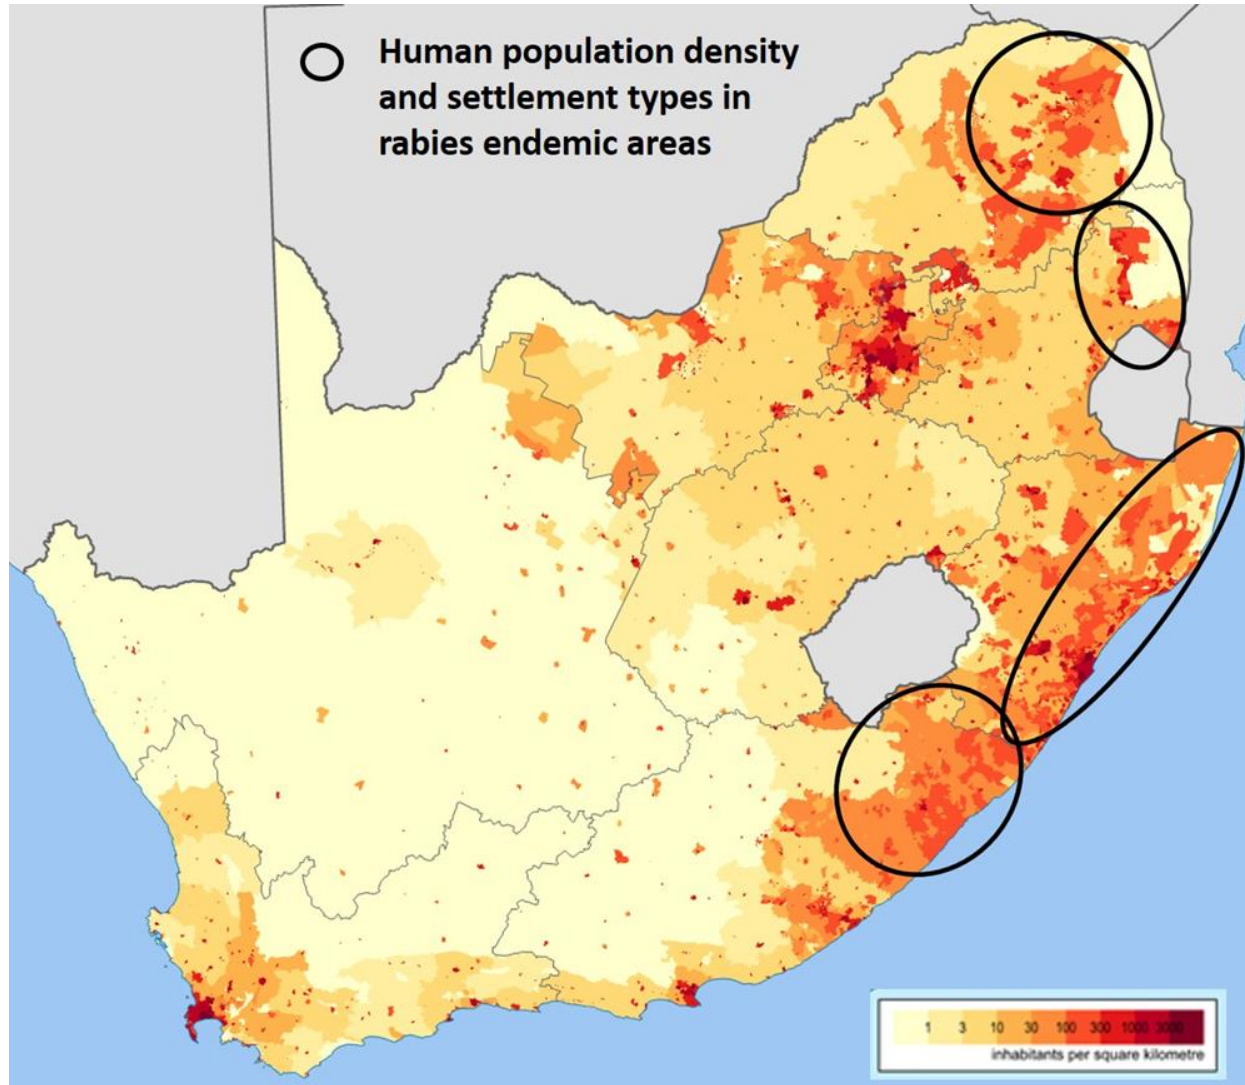 Human population density
and settlement types in
rabies endemic areas
1 3 10 30 100 300 1000 3000
inhabitants per square kilometre